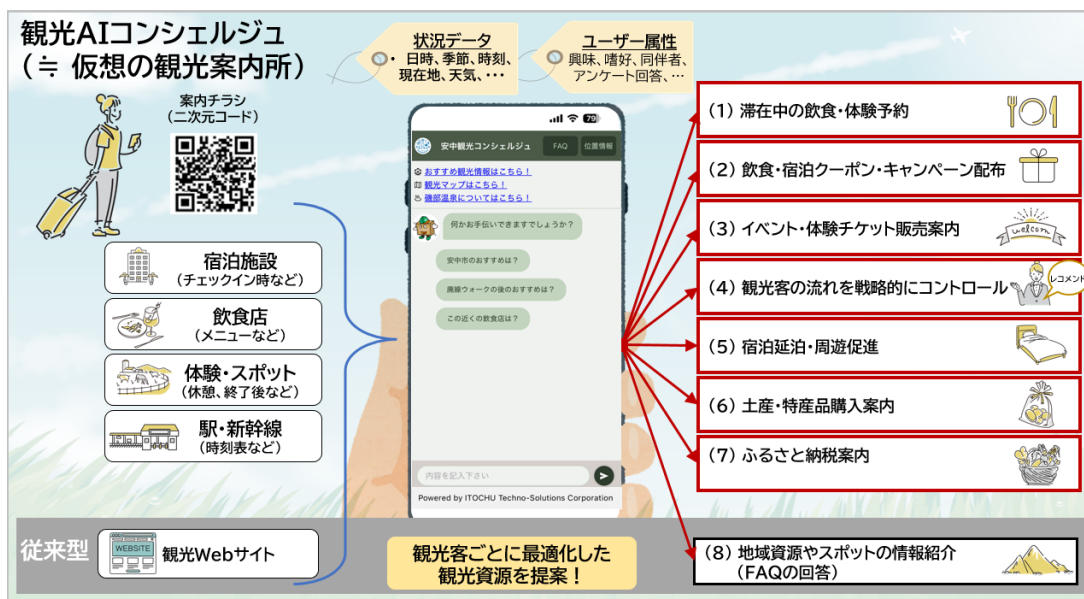 観光AIコンシェルジュ
(≒ 仮想の観光案内所)
状況データ
・ 日時、季節、時刻、
現在地、天気、・・・
ユーザー属性
興味、嗜好、同伴者、
アンケート回答、…
案内チラシ
(二次元コード)
宿泊施設
(チェックイン時など)
飲食店
(メニューなど)
体験・スポット
(休憩、終了後など)
駅・新幹線
(時刻表など)
従来型
WEBSITE
観光Webサイト
79
安中観光コンシェルジュ
FAQ
位置情報
おすすめ観光情報はこちら!
観光マップはこちら!
磯部温泉についてはこちら!
何かお手伝いできますでしょうか?
安中市のおすすめは?
廃線ウォークの後のおすすめは?
この近くの飲食店は?
内容を記入下さい
Powered by ITOCHU Techno-Solutions Corporation
観光客ごとに最適化した
観光資源を提案!
(1) 滞在中の飲食・体験予約
(2) 飲食・宿泊クーポン・キャンペーン配布
(3) イベント・体験チケット販売案内
welcom
(4) 観光客の流れを戦略的にコントロール
レコメンド
(5) 宿泊延泊・周遊促進
(6) 土産・特産品購入案内
(7) ふるさと納税案内
(8) 地域資源やスポットの情報紹介
(FAQの回答)